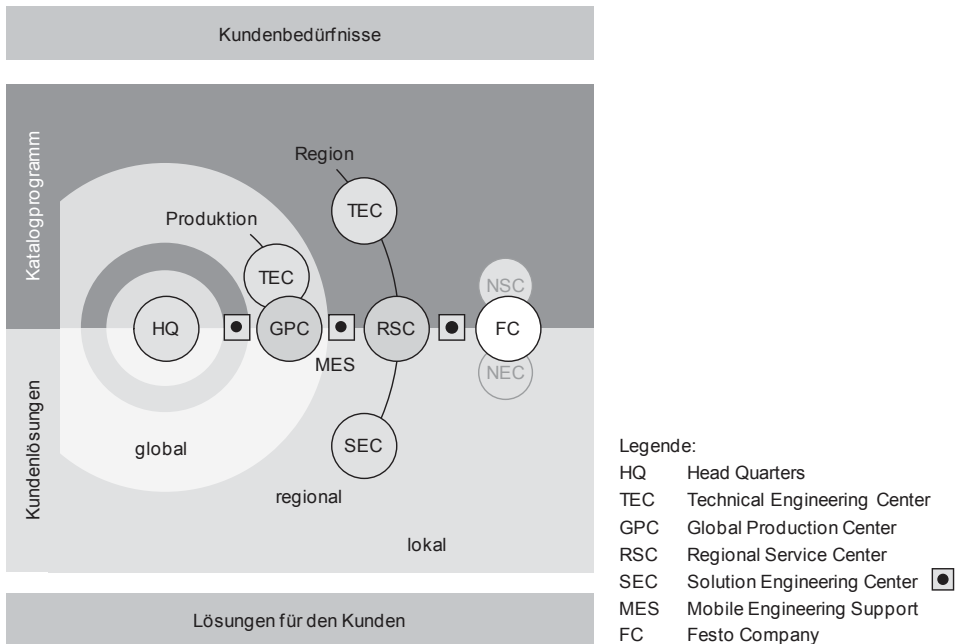 Kundenbedürfnisse
Katalogprogramm
Region
TEC
Produktion
TEC
NSC
HQ
GPC
RSC
FC
MES
NEC
Kundenlösungen
SEC
global
regional
lokal
Lösungen für den Kunden
Legende:
HQ Head Quarters
TEC Technical Engineering Center
GPC Global Production Center
RSC Regional Service Center
SEC Solution Engineering Center
MES Mobile Engineering Support
FC Festo Company